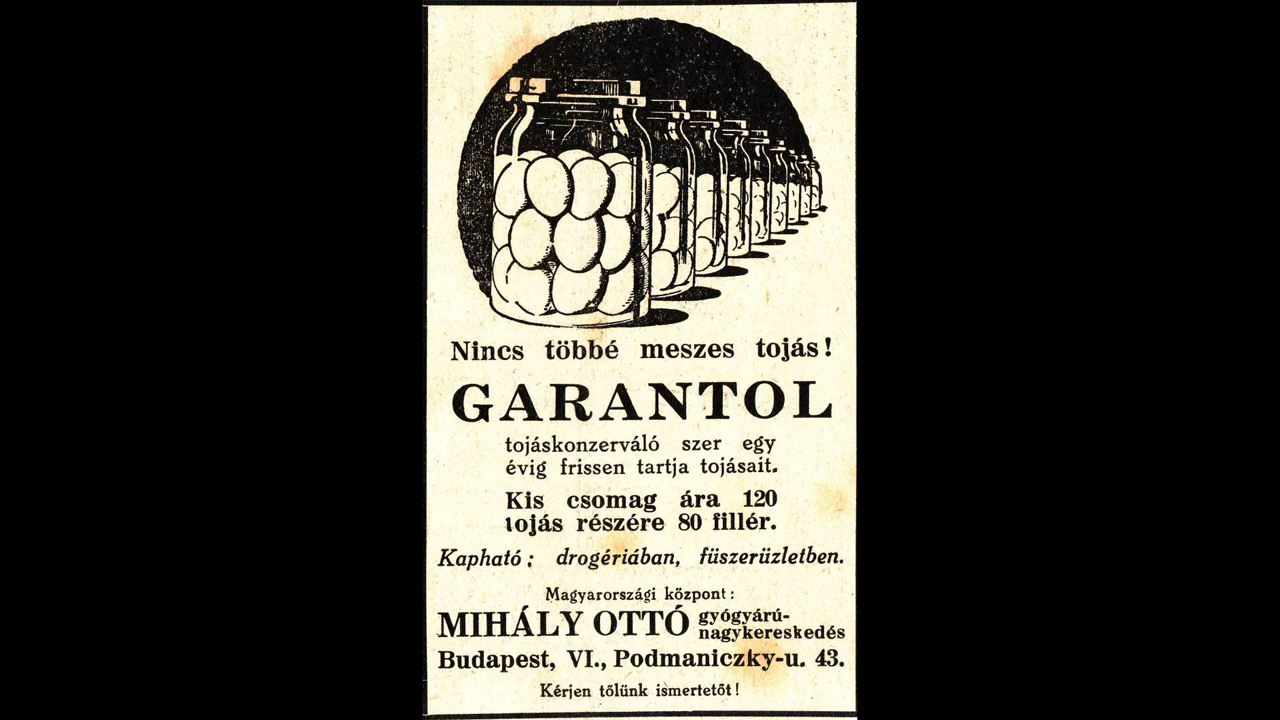 Nincs többé meszes tojás!
GARANTOL
tojáskonzerváló szer egy
évig frissen tartja tojásait.
Kis csomag ára 120
tojás részére 80 fillér.
Kapható; drogériában, füszerüzletben.
Magyarországi központ:
MIHÁLY OTTÓ gyógyárú-
nagykereskedés
Budapest, VI., Podmaniczky-u. 43.
Kérjen tőlünk ismertetőt!